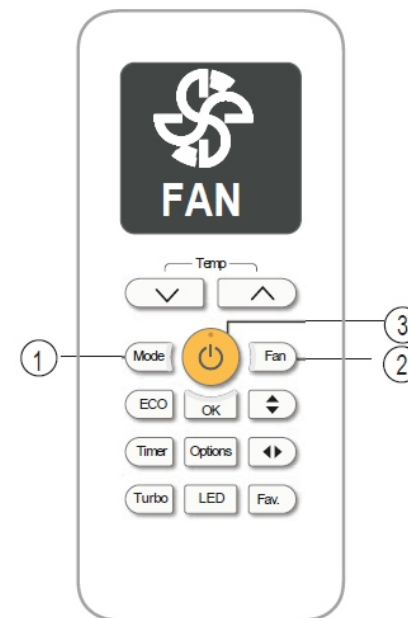 FAN
Temp
3
1
Mode
Fan
2
ECO
OK
Timer
Options
Turbo
LED
Fav.